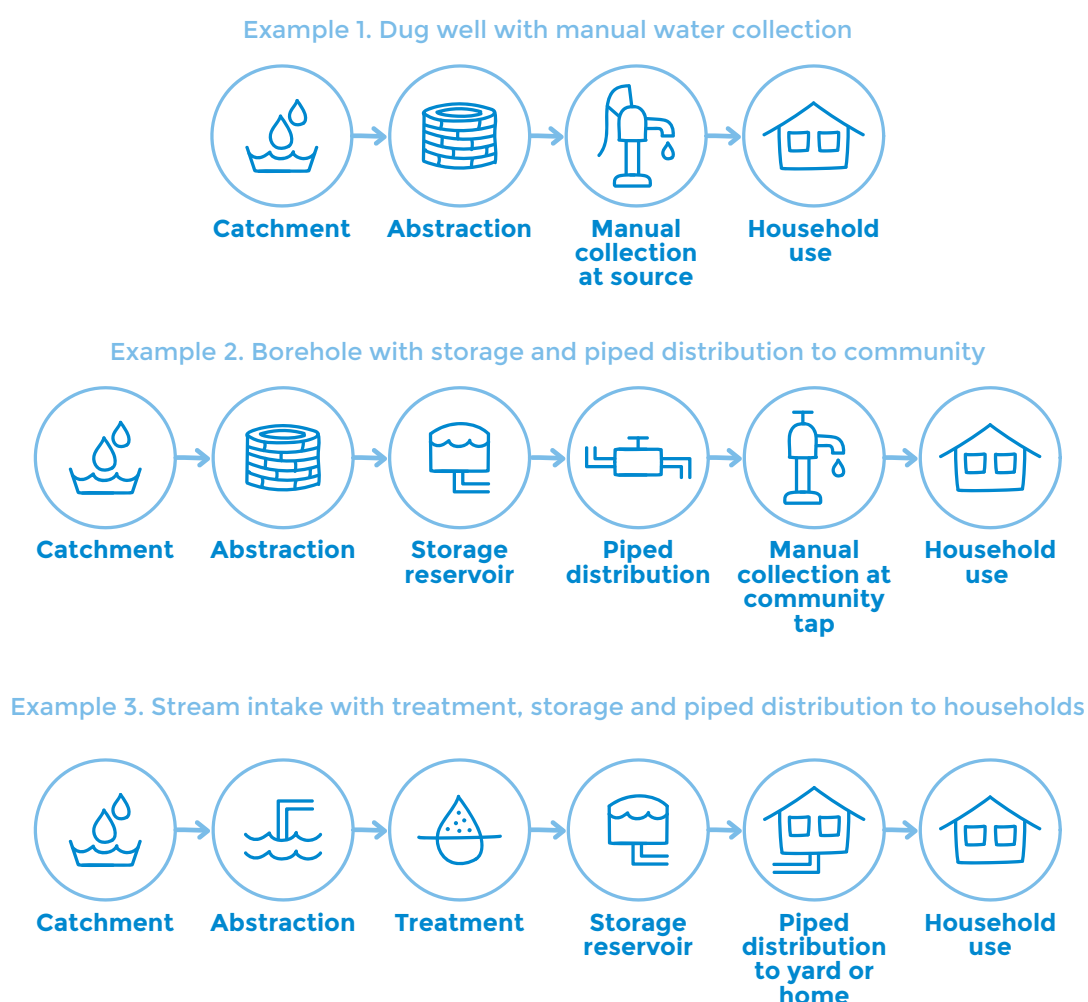 Example 1. Dug well with manual water collection
Catchment
Abstraction
Manual
collection
at source
Household
use
Example 2. Borehole with storage and piped distribution to community
Catchment
Abstraction
Storage
reservoir
Piped
distribution
Manual
collection at
community
tap
Household
use
Example 3. Stream intake with treatment, storage and piped distribution to households
Catchment
Abstraction
Treatment
Storage
reservoir
Piped
distribution
to yard or
home
Household
use